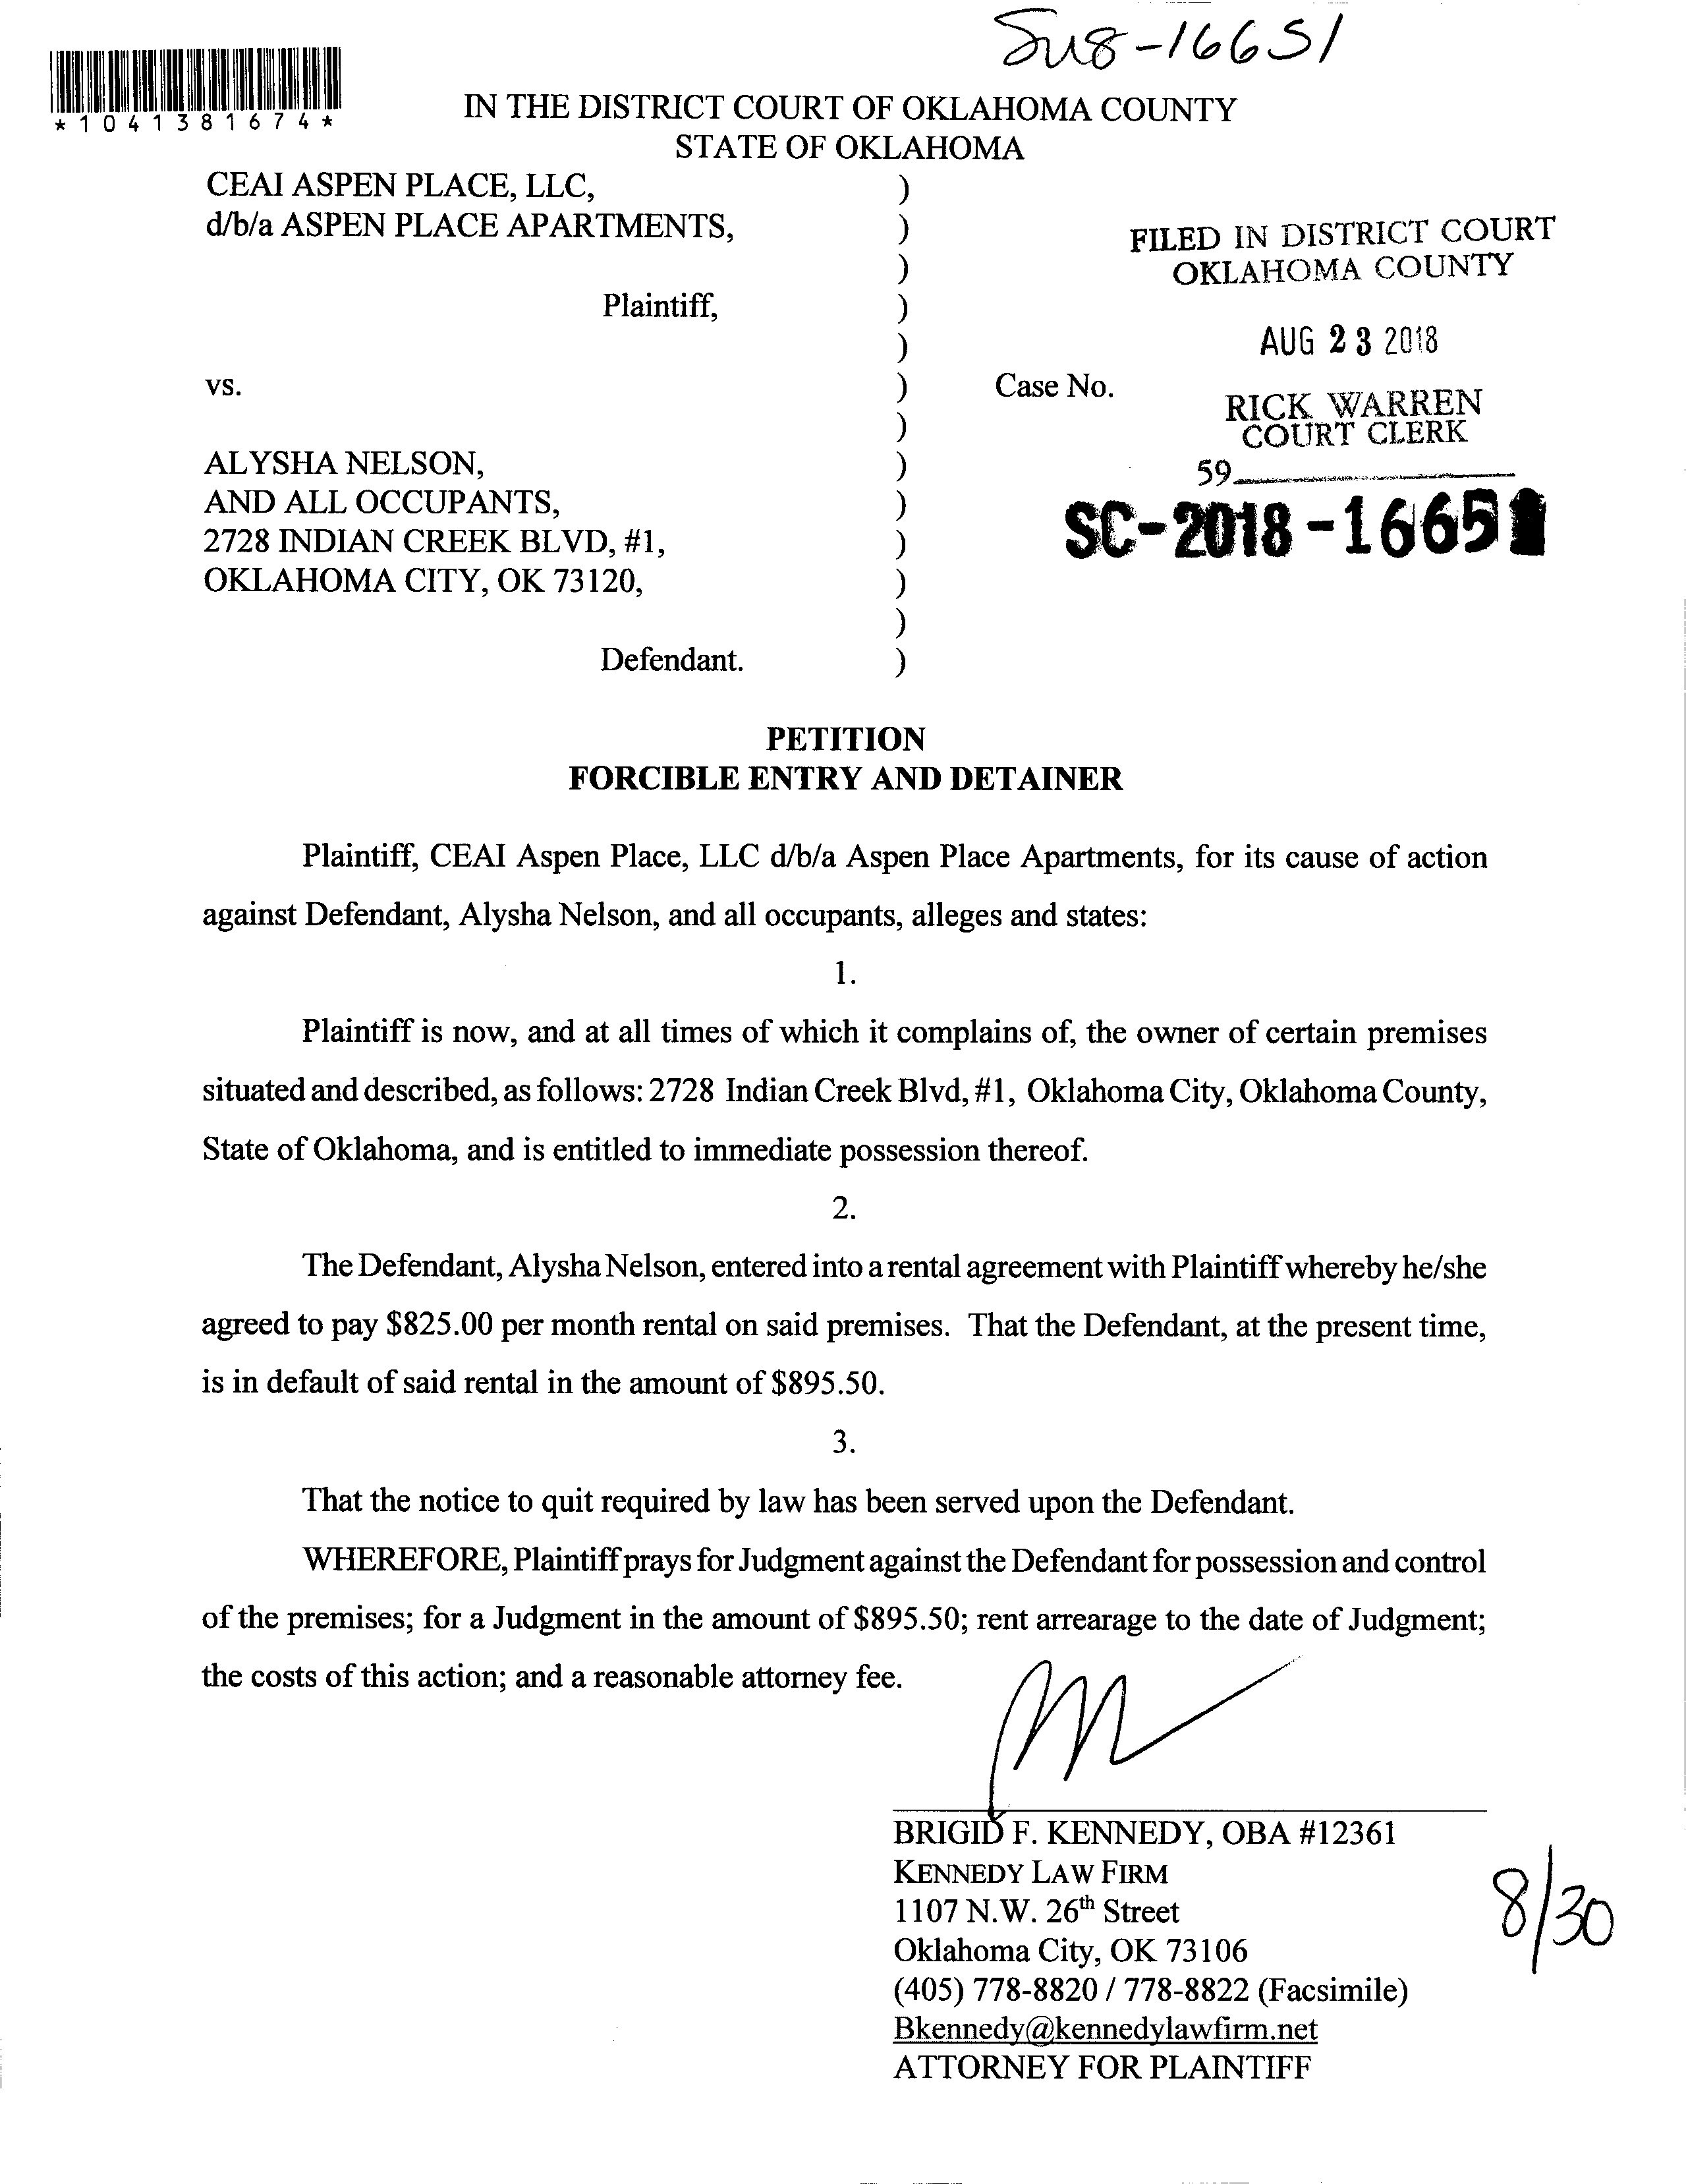 SC18-16651
*1041381674*
IN THE DISTRICT COURT OF OKLAHOMA COUNTY
STATE OF OKLAHOMA
CEAI ASPEN PLACE, LLC, )
d/b/a ASPEN PLACE APARTMENTS, )
)
Plaintiff, )
)
vs. ) Case No.
)
ALYSHA NELSON, )
AND ALL OCCUPANTS, )
2728 INDIAN CREEK BLVD, #1, )
OKLAHOMA CITY, OK 73120, )
)
Defendant. )
FILED IN DISTRICT COURT
OKLAHOMA COUNTY
AUG 23 2018
RICK WARREN
COURT CLERK
59
SC-2018-16651
PETITION
FORCIBLE ENTRY AND DETAINER
Plaintiff, CEAI Aspen Place, LLC d/b/a Aspen Place Apartments, for its cause of action
against Defendant, Alysha Nelson, and all occupants, alleges and states:
1.
Plaintiff is now, and at all times of which it complains of, the owner of certain premises
situated and described, as follows: 2728 Indian Creek Blvd, #1, Oklahoma City, Oklahoma County,
State of Oklahoma, and is entitled to immediate possession thereof.
2.
The Defendant, Alysha Nelson, entered into a rental agreement with Plaintiff whereby he/she
agreed to pay $825.00 per month rental on said premises. That the Defendant, at the present time,
is in default of said rental in the amount of $895.50.
3.
That the notice to quit required by law has been served upon the Defendant.
WHEREFORE, Plaintiff prays for Judgment against the Defendant for possession and control
of the premises; for a Judgment in the amount of $895.50; rent arrearage to the date of Judgment;
the costs of this action; and a reasonable attorney fee.
BRIGID F. KENNEDY, OBA #12361
KENNEDY LAW FIRM
1107 N.W. 26th Street
Oklahoma City, OK 73106
(405) 778-8820 / 778-8822 (Facsimile)
Bkennedy@kennedylawfirm.net
ATTORNEY FOR PLAINTIFF
8/30